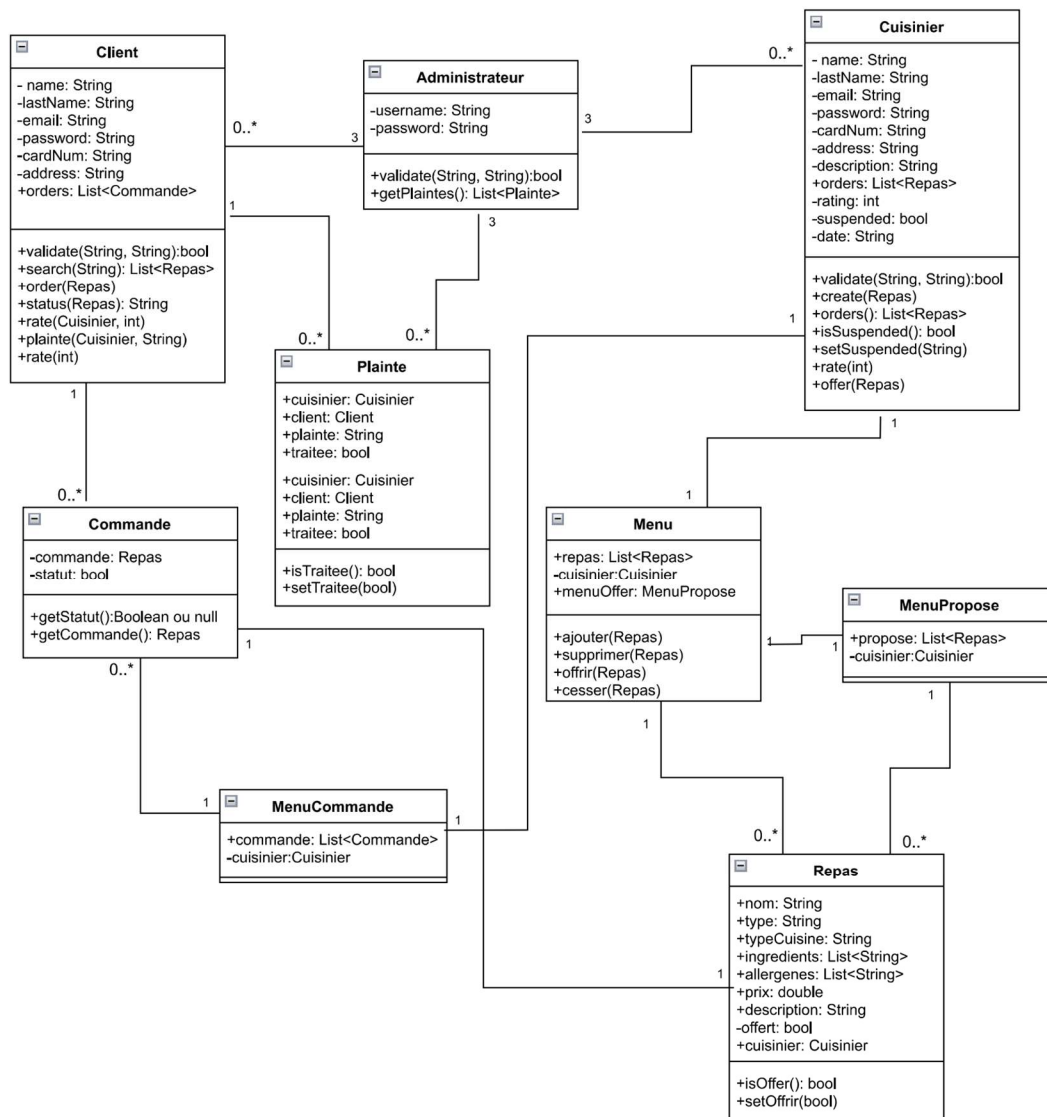 Client
- name: String
-lastName: String
-email: String
-password: String
-cardNum: String
-address: String
+orders: List<Commande>
+validate(String, String):bool
+search(String): List<Repas>
+order(Repas)
+status(Repas): String
+rate(Cuisinier, int)
+plainte(Cuisinier, String)
+rate(int)
0..*
3
1
1
0..*
Administrateur
-username: String
-password: String
+validate(String, String):bool
+getPlaintes(): List<Plainte>
3
0..*
3
0..*
0..*
Cuisinier
- name: String
-lastName: String
-email: String
-password: String
-cardNum: String
-address: String
-description: String
+orders: List<Repas>
-rating: int
-suspended: bool
-date: String
+validate(String, String):bool
+create(Repas)
+orders(): List<Repas>
+isSuspended(): bool
+setSuspended(String)
+rate(int)
+offer(Repas)
1
1
1
Plainte
+cuisinier: Cuisinier
+client: Client
+plainte: String
+traitee: bool
+cuisinier: Cuisinier
+client: Client
+plainte: String
+traitee: bool
+isTraitee(): bool
+setTraitee(bool)
Commande
-commande: Repas
-statut: bool
+getStatut():Boolean ou null
+getCommande(): Repas
0..*
1
Menu
+repas: List<Repas>
-cuisinier:Cuisinier
+menuOffer: MenuPropose
+ajouter(Repas)
+supprimer(Repas)
+offrir(Repas)
+cesser(Repas)
1
1
1
MenuPropose
+propose: List<Repas>
-cuisinier:Cuisinier
1
1
MenuCommande
+commande: List<Commande>
-cuisinier:Cuisinier
1
0..*
0..*
1
Repas
+nom: String
+type: String
+typeCuisine: String
+ingredients: List<String>
+allergenes: List<String>
+prix: double
+description: String
-offert: bool
+cuisinier: Cuisinier
+isOffer(): bool
+setOffrir(bool)